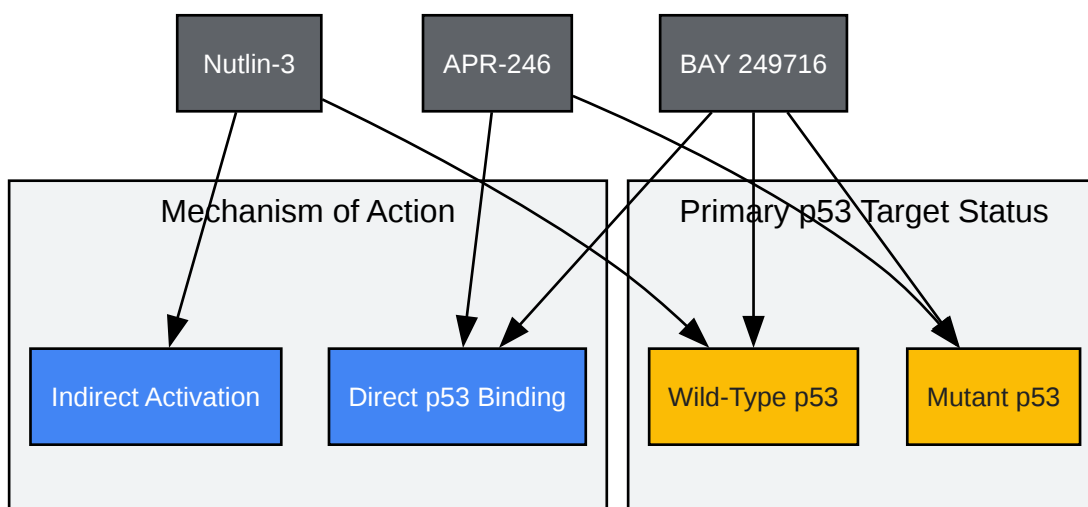 Nutlin-3
APR-246
BAY 249716
Mechanism of Action
Primary p53 Target Status
Indirect Activation
Direct p53 Binding
Wild-Type p53
Mutant p53